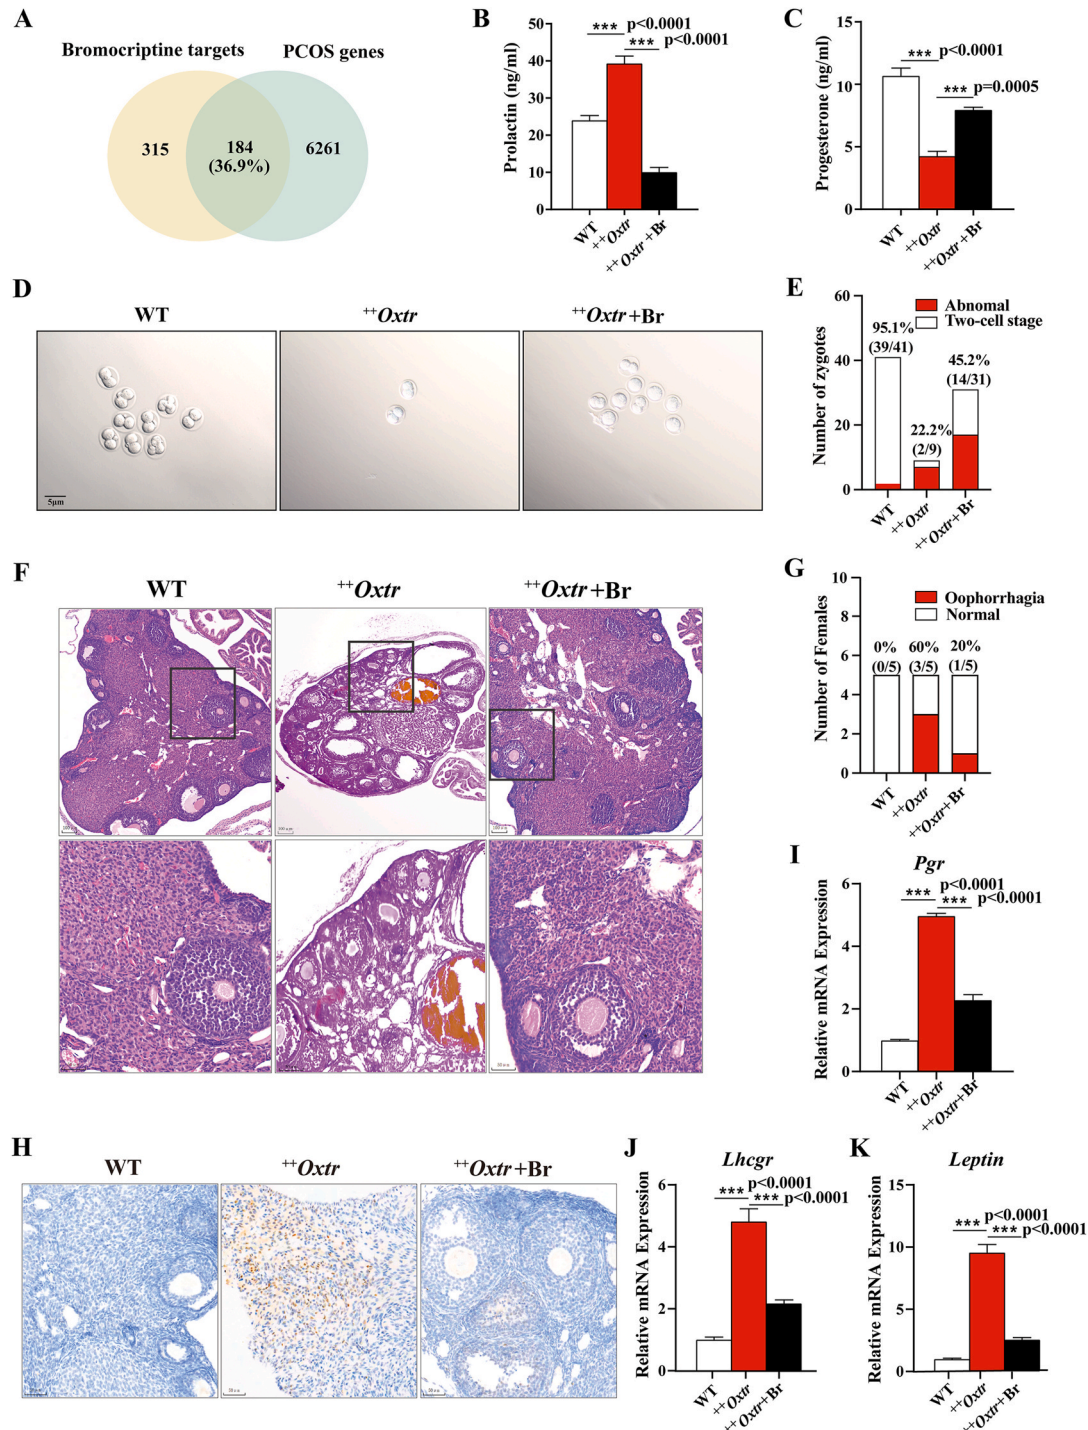 A
Bromocriptine targets
PCOS genes
315
184
(36.9%)
6261
B
Prolactin (ng/ml)
50
40
30
20
10
0
*** p<0.0001
*** p<0.0001
WT
++Oxtr
++Oxtr+Br
C
Progesterone (ng/ml)
15
10
5
0
*** p<0.0001
*** p=0.0005
WT
++Oxtr
++Oxtr+Br
D
WT
++Oxtr
++Oxtr+Br
5μm
E
Number of zygotes
60
40
20
0
Abnomal
Two-cell stage
95.1%
(39/41)
22.2%
(2/9)
45.2%
(14/31)
WT
++Oxtr
++Oxtr+Br
F
WT
++Oxtr
++Oxtr+Br
G
Number of Females
10
8
6
4
2
0
Oophorrhagia
Normal
0%
(0/5)
60%
(3/5)
20%
(1/5)
WT
++Oxtr
++Oxtr+Br
H
WT
++Oxtr
++Oxtr+Br
I
Pgr
Relative mRNA Expression
6
4
2
0
*** p<0.0001
*** p<0.0001
WT
++Oxtr
++Oxtr+Br
J
Lhcgr
Relative mRNA Expression
6
4
2
0
*** p<0.0001
*** p<0.0001
WT
++Oxtr
++Oxtr+Br
K
Leptin
Relative mRNA Expression
15
10
5
0
*** p<0.0001
*** p<0.0001
WT
++Oxtr
++Oxtr+Br